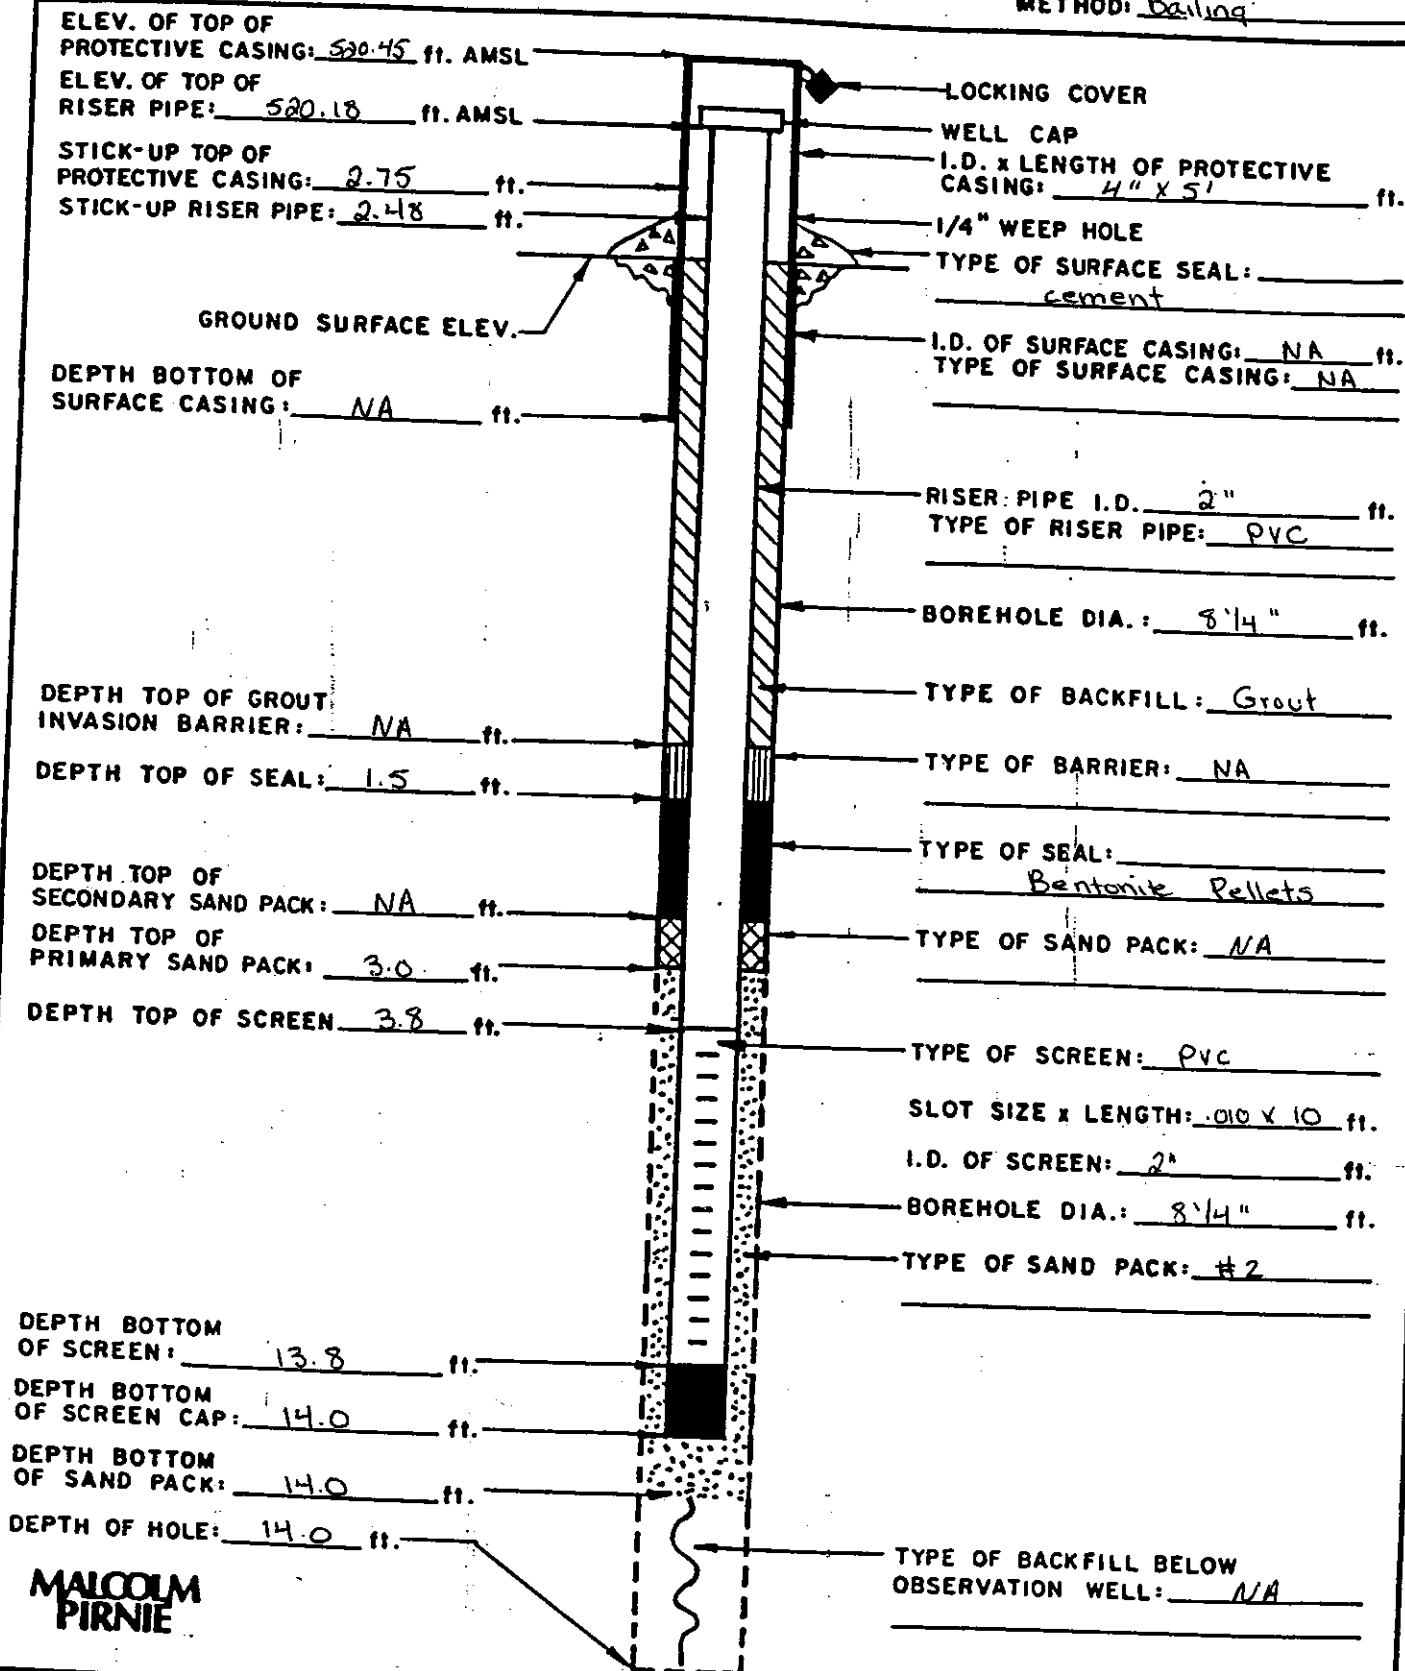 METHOD: Bailing
ELEV. OF TOP OF
PROTECTIVE CASING: 520.45 ft. AMSL
ELEV. OF TOP OF
RISER PIPE: 520.18 ft. AMSL
STICK-UP TOP OF
PROTECTIVE CASING: 2.75 ft.
STICK-UP RISER PIPE: 2.48 ft.
GROUND SURFACE ELEV.
DEPTH BOTTOM OF
SURFACE CASING: NA ft.
DEPTH TOP OF GROUT
INVASION BARRIER: NA ft.
DEPTH TOP OF SEAL: 1.5 ft.
DEPTH TOP OF
SECONDARY SAND PACK: NA ft.
DEPTH TOP OF
PRIMARY SAND PACK: 3.0 ft.
DEPTH TOP OF SCREEN 3.8 ft.
DEPTH BOTTOM
OF SCREEN: 13.8 ft.
DEPTH BOTTOM
OF SCREEN CAP: 14.0 ft.
DEPTH BOTTOM
OF SAND PACK: 14.0 ft.
DEPTH OF HOLE: 14.0 ft.
MALCOLM
PIRNIE
LOCKING COVER
WELL CAP
I.D. x LENGTH OF PROTECTIVE
CASING: 4" x 5' ft.
1/4" WEEP HOLE
TYPE OF SURFACE SEAL:
cement
I.D. OF SURFACE CASING: NA ft.
TYPE OF SURFACE CASING: NA
RISER PIPE I.D. 2" ft.
TYPE OF RISER PIPE: PVC
BOREHOLE DIA.: 8 1/4" ft.
TYPE OF BACKFILL: Grout
TYPE OF BARRIER: NA
TYPE OF SEAL:
Bentonite Pellets
TYPE OF SAND PACK: NA
TYPE OF SCREEN: PVC
SLOT SIZE x LENGTH: .010 x 10 ft.
I.D. OF SCREEN: 2" ft.
BOREHOLE DIA.: 8 1/4" ft.
TYPE OF SAND PACK: #2
TYPE OF BACKFILL BELOW
OBSERVATION WELL: NA